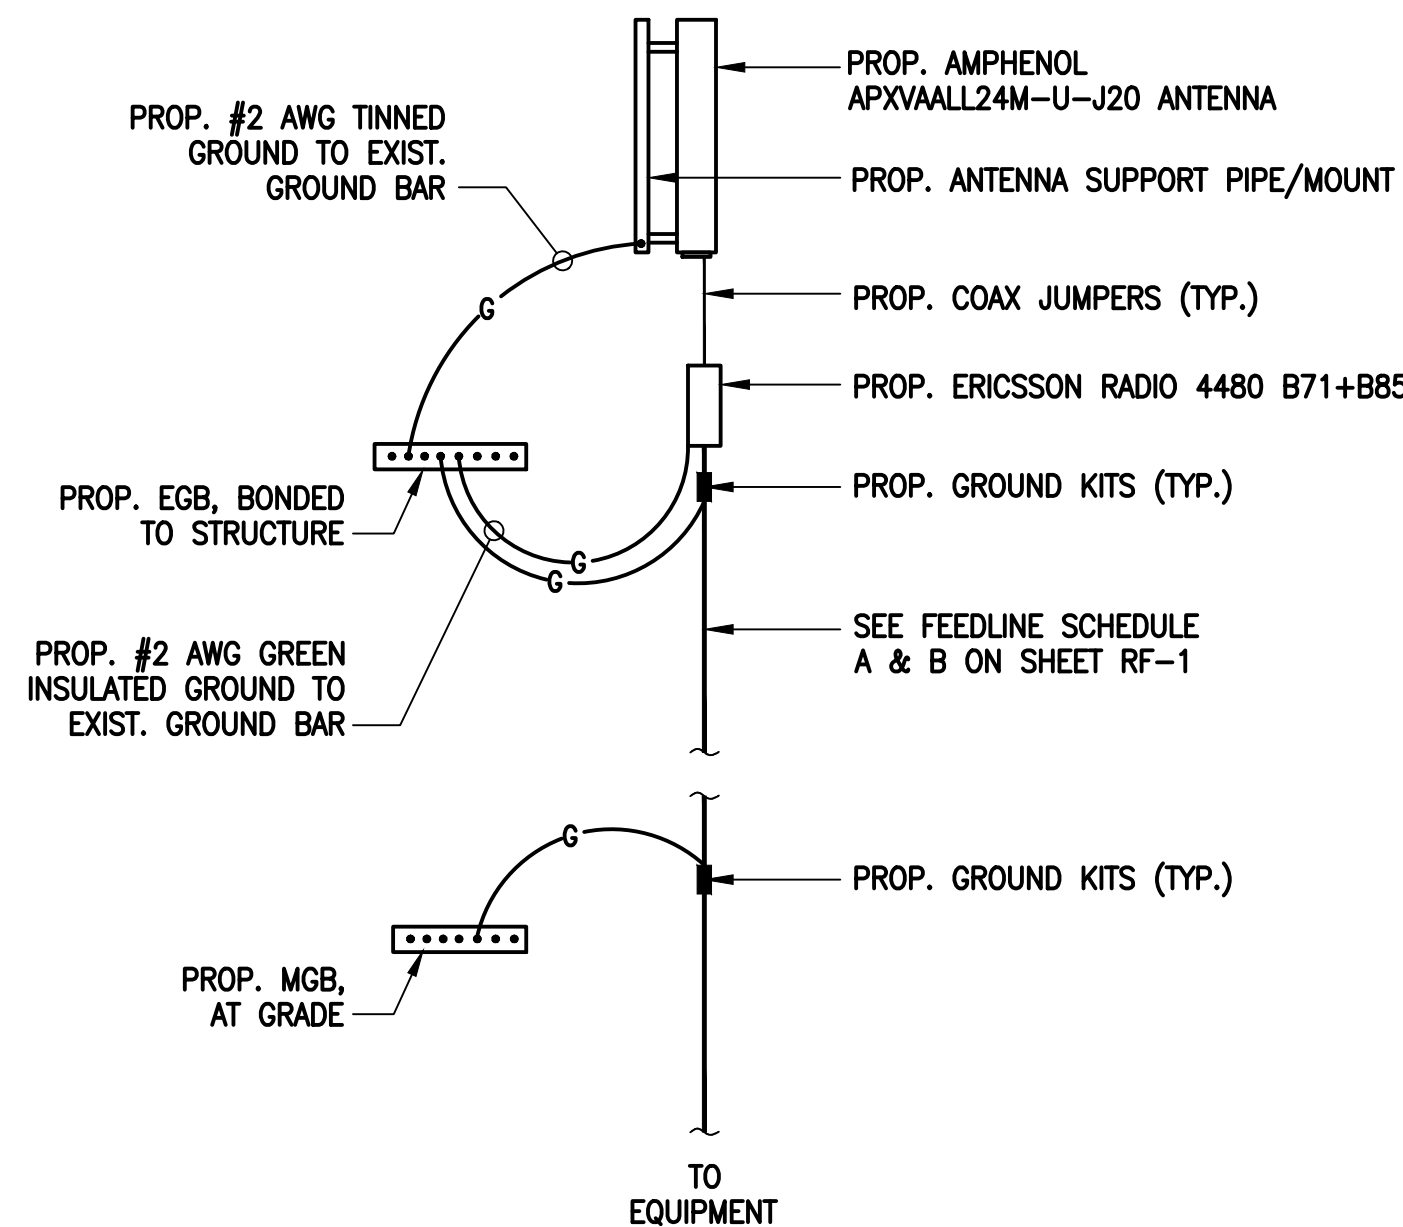 PROP. AMPHENOL
APXVAALL24M-U-J20 ANTENNA
PROP. #2 AWG TINNED
GROUND TO EXIST.
GROUND BAR
PROP. ANTENNA SUPPORT PIPE/MOUNT
G
PROP. COAX JUMPERS (TYP.)
PROP. ERICSSON RADIO 4480 B71+B85
PROP. EGB, BONDED
TO STRUCTURE
PROP. GROUND KITS (TYP.)
G
G
PROP. #2 AWG GREEN
INSULATED GROUND TO
EXIST. GROUND BAR
SEE FEEDLINE SCHEDULE
A & B ON SHEET RF-1
G
PROP. GROUND KITS (TYP.)
PROP. MGB,
AT GRADE
TO
EQUIPMENT